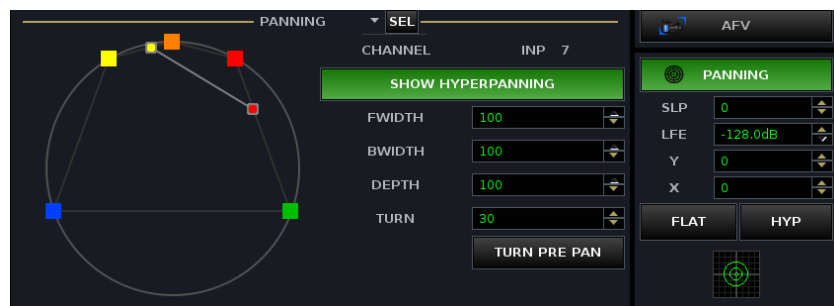 PANNING SEL
CHANNEL INP 7
SHOW HYPERPANNING
FWIDTH 100
BWIDTH 100
DEPTH 100
TURN 30
TURN PRE PAN
AFV
PANNING
SLP 0
LFE -128.0dB
Y 0
X 0
FLAT HYP